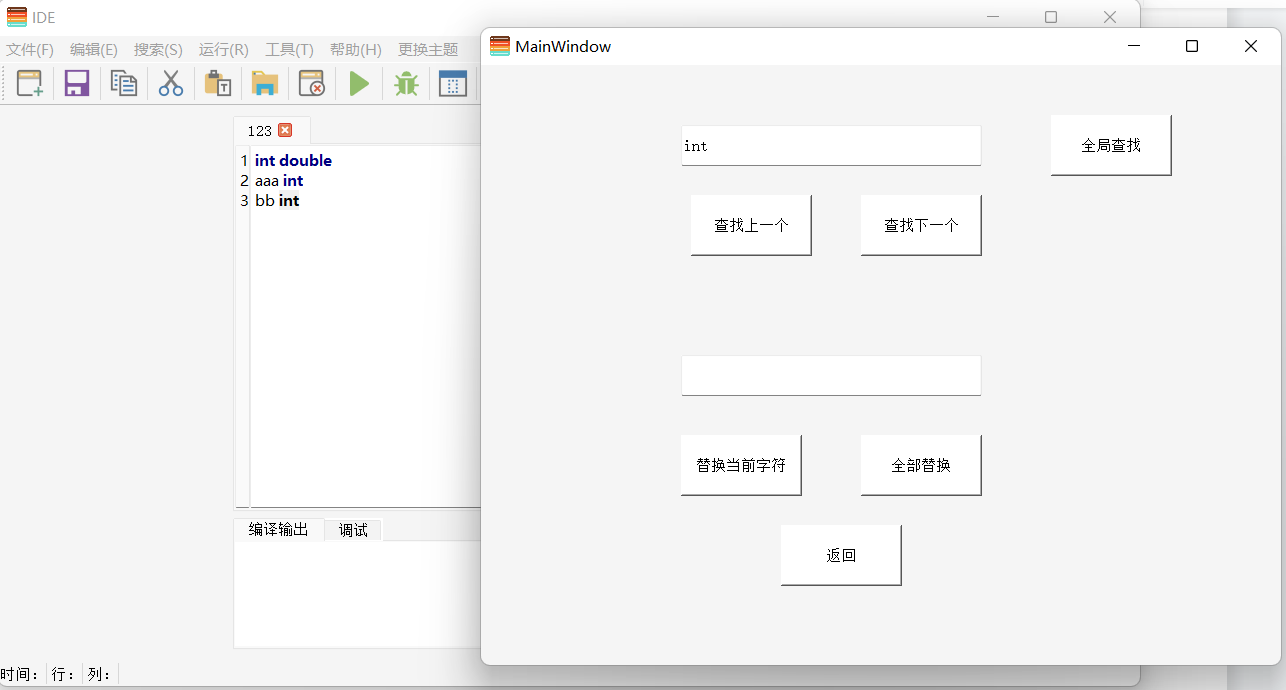 IDE
文件(F) 编辑(E) 搜索(S) 运行(R) 工具(T) 帮助(H) 更换主题
123
1 int double
2 aaa int
3 bb int
编译输出 调试
时间： 行： 列：
MainWindow
int
全局查找
查找上一个 查找下一个
替换当前字符 全部替换
返回